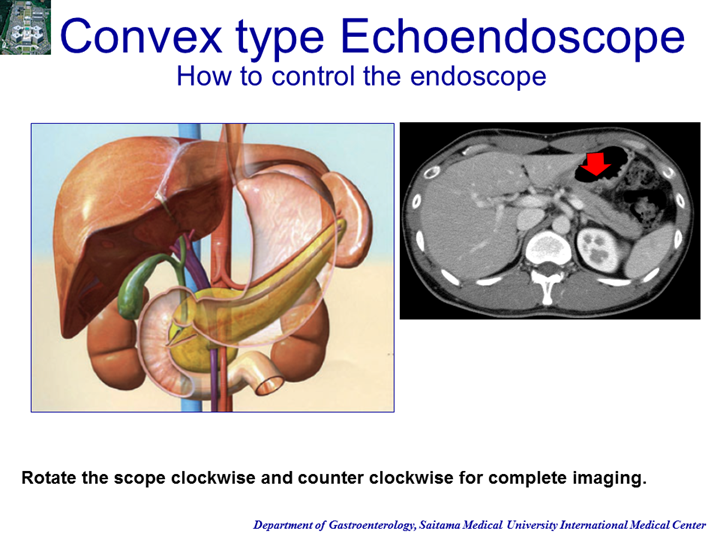 Convex type Echoendoscope
How to control the endoscope
Rotate the scope clockwise and counter clockwise for complete imaging.
Department of Gastroenterology, Saitama Medical University International Medical Center